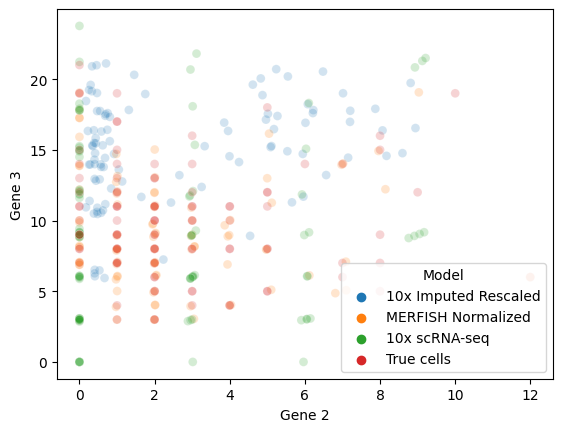 20
15
10
5
0
Gene 3
0 2 4 6 8 10 12
Gene 2
Model
10x Imputed Rescaled
MERFISH Normalized
10x scRNA-seq
True cells